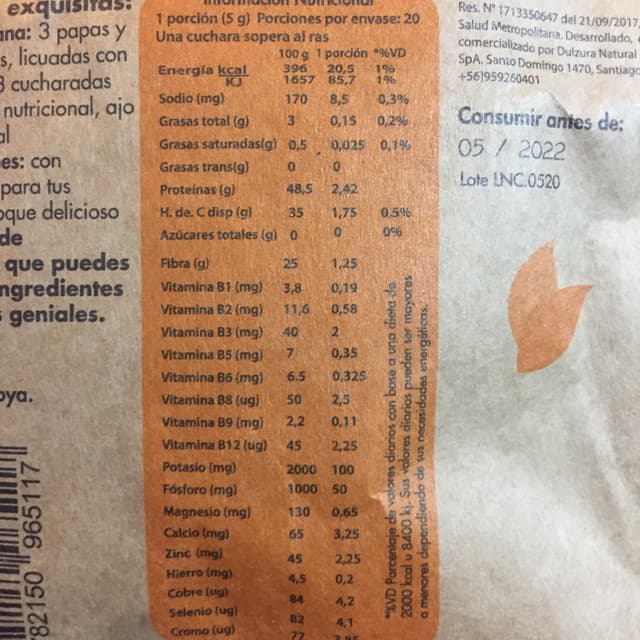 exquisitas:
ana: 3 papas y
s, licuadas con
3 cucharadas
nutricional, ajo
al
es: con
para tus
oque delicioso
de
que puedes
ngredientes
s geniales.
oya.
82150 965117
Información Nutricional
1 porción (5 g) Porciones por envase: 20
Una cuchara sopera al ras
100 g 1 porción *%VD
Energía kcal 396 20,5 1%
KJ 1657 85,7 1%
Sodio (mg) 170 8,5 0,3%
Grasas total (g) 3 0,15 0,2%
Grasas saturadas(g) 0,5 0,025 0,1%
Grasas trans(g) 0 0
Proteínas (g) 48,5 2,42
H. de. C disp (g) 35 1,75 0.5%
Azúcares totales (g) 0 0 0%
Fibra (g) 25 1,25
Vitamina B1 (mg) 3,8 0,19
Vitamina B2 (mg) 11,6 0,58
Vitamina B3 (mg) 40 2
Vitamina B5 (mg) 7 0,35
Vitamina B6 (mg) 6.5 0,325
Vitamina B8 (ug) 50 2,5
Vitamina B9 (mg) 2,2 0,11
Vitamina B12 (ug) 45 2,25
Potasio (mg) 2000 100
Fósforo (mg) 1000 50
Magnesio (mg) 130 0,65
Calcio (mg) 65 3,25
Zinc (mg) 45 2,25
Hierro (mg) 4,5 0,2
Cobre (ug) 84 4,2
Selenio (ug) 82 4,1
Cromo (ug) 77
*%VD Porcentaje de valores diarios con base a una dieta de
2000 kcal u 8400 kj. Sus valores diarios pueden ser mayores
o menores dependiendo de sus necesidades energéticas.
Res. N° 1713350647 del 21/09/2017,
Salud Metropolitana. Desarrollado,
comercializado por Dulzura Natural
SpA. Santo Domingo 1470, Santiago
+561959260401
Consumir antes de:
05 / 2022
Lote LNC.0520